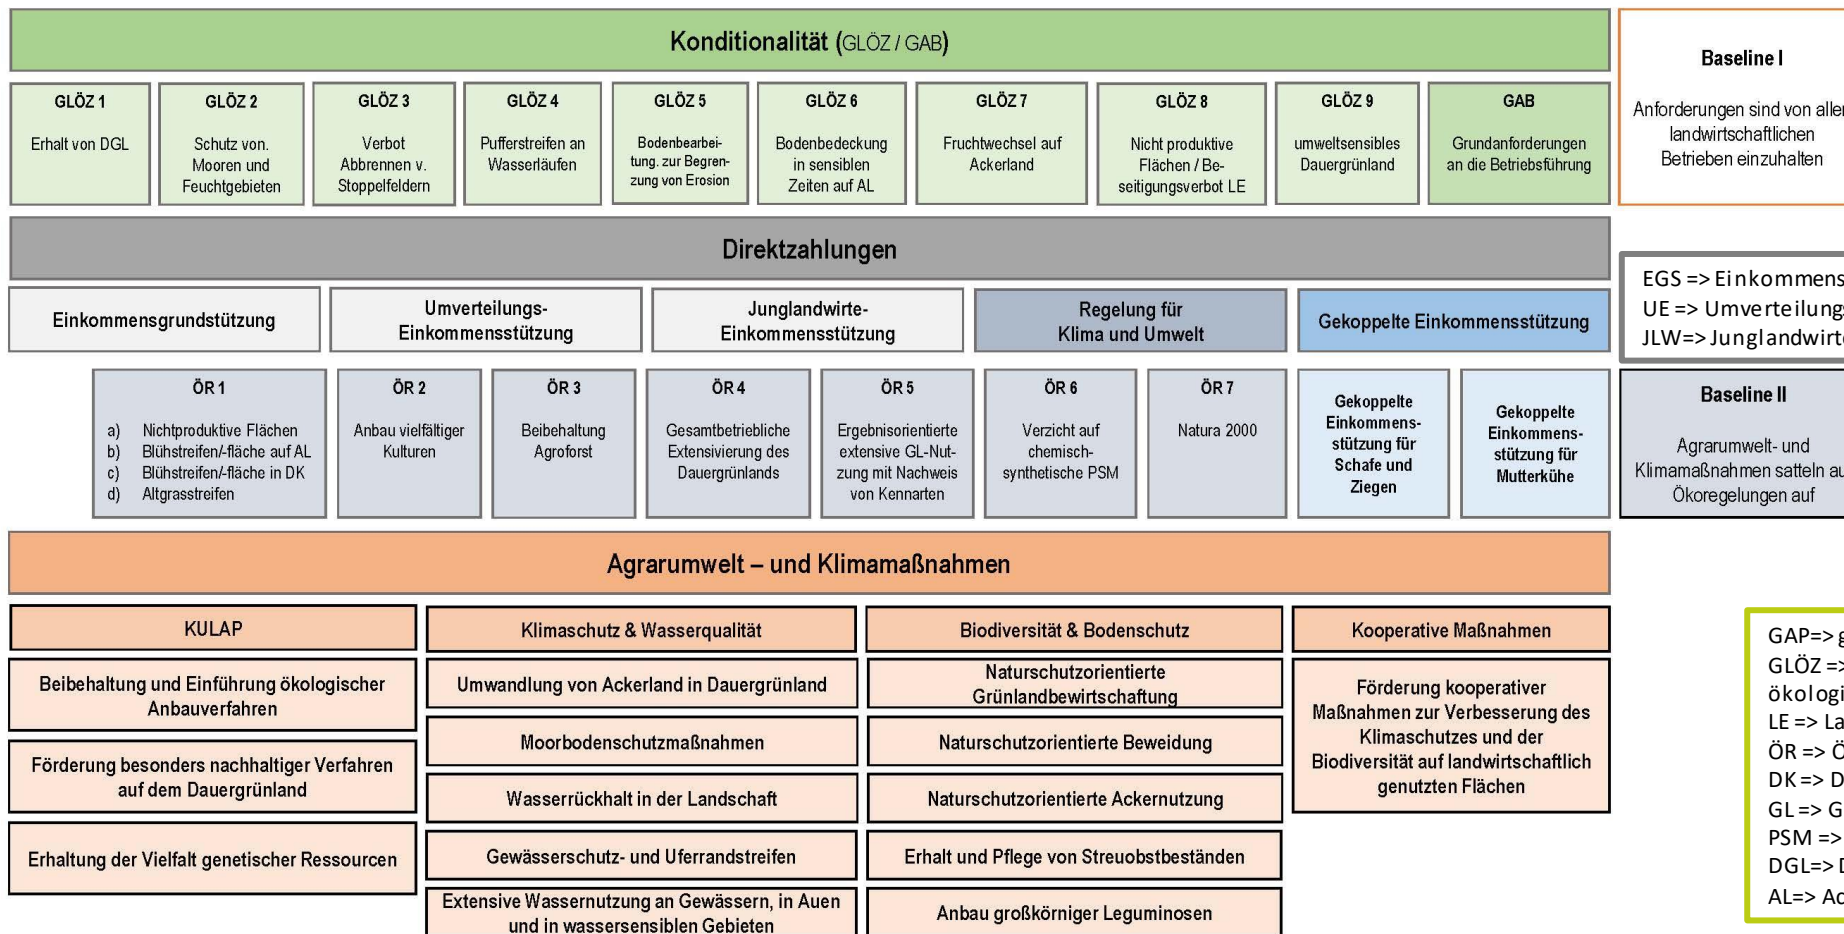 Konditionalität (GLÖZ / GAB)
GLÖZ 1
Erhalt von DGL
GLÖZ 2
Schutz von.
Mooren und
Feuchtgebieten
GLÖZ 3
Verbot
Abbrennen v.
Stoppelfeldern
GLÖZ 4
Pufferstreifen an
Wasserläufen
GLÖZ 5
Bodenbearbei-
tung. zur Begren-
zung von Erosion
GLÖZ 6
Bodenbedeckung
in sensiblen
Zeiten auf AL
GLÖZ 7
Fruchtwechsel auf
Ackerland
GLÖZ 8
Nicht produktive
Flächen / Be-
seitigungsverbot LE
GLÖZ 9
umweltsensibles
Dauergrünland
GAB
Grundanforderungen
an die Betriebsführung
Baseline I
Anforderungen sind von
landwirtschaftlichen
Betrieben einzuhalten
Direktzahlungen
Einkommensgrundstützung
Umverteilungs-
Einkommensstützung
Junglandwirte-
Einkommensstützung
Regelung für
Klima und Umwelt
Gekoppelte Einkommensstützung
EGS =>
UE =>
JLW=>
ÖR 1
a) Nichtproduktive Flächen
b) Blühstreifen/-fläche auf AL
c) Blühstreifen/-fläche in DK
d) Altgrasstreifen
ÖR 2
Anbau vielfältiger
Kulturen
ÖR 3
Beibehaltung
Agroforst
ÖR 4
Gesamtbetriebliche
Extensivierung des
Dauergrünlands
ÖR 5
Ergebnisorientierte
extensive GL-Nut-
zung mit Nachweis
von Kennarten
ÖR 6
Verzicht auf
chemisch-
synthetische PSM
ÖR 7
Natura 2000
Gekoppelte
Einkommens-
stützung für
Schafe und
Ziegen
Gekoppelte
Einkommens-
stützung für
Mutterkühe
Baseline II
Agrarumwelt- und
Klimamaßnahmen satteln
Ökoregelungen auf
Agrarumwelt – und Klimamaßnahmen
KULAP
Beibehaltung und Einführung ökologischer
Anbauverfahren
Förderung besonders nachhaltiger Verfahren
auf dem Dauergrünland
Erhaltung der Vielfalt genetischer Ressourcen
Klimaschutz & Wasserqualität
Umwandlung von Ackerland in Dauergrünland
Moorbodenschutzmaßnahmen
Wasserrückhalt in der Landschaft
Gewässerschutz- und Uferrandstreifen
Extensive Wassernutzung an Gewässern, in Auen
und in wassersensiblen Gebieten
Biodiversität & Bodenschutz
Naturschutzorientierte
Grünlandbewirtschaftung
Naturschutzorientierte Beweidung
Naturschutzorientierte Ackernutzung
Erhalt und Pflege von Streuobstbeständen
Anbau großkörniger Leguminosen
Kooperative Maßnahmen
Förderung kooperativer
Maßnahmen zur Verbesserung des
Klimaschutzes und der
Biodiversität auf landwirtschaftlich
genutzten Flächen
GAP=>
GLÖZ =>
LE =>
ÖR =>
DK =>
GL =>
PSM =>
DGL=>
AL=>